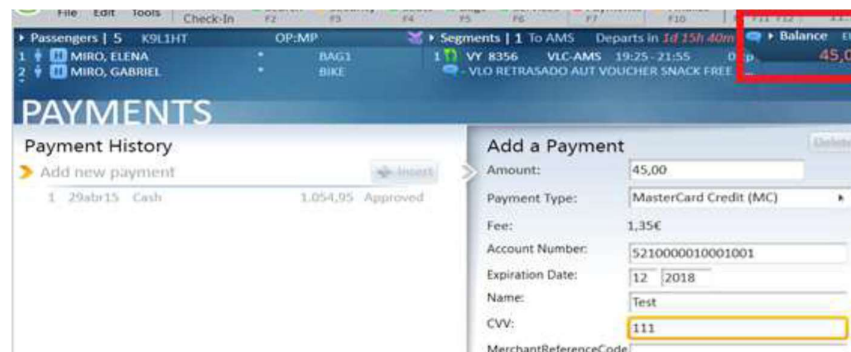 File Edit Tools Check-In F2 F4 F5 F6 F7 F10 F11 F12
Passengers | 5 K9L1HT OP:MP Segments | 1 To AMS Departs in 1d 15h 40m Balance
1 MIRO, ELENA * BAG1 1 VY 8356 VLC-AMS 19:25-21:55 45,0
2 MIRO, GABRIEL * BIKE - VLO RETRASADO AUT VOUCHER SNACK FREE
PAYMENTS
Payment History
Add new payment Insert
1 29abr15 Cash 1.054,95 Approved
Add a Payment Delete
Amount: 45,00
Payment Type: MasterCard Credit (MC)
Fee: 1,35€
Account Number: 5210000010001001
Expiration Date: 12 2018
Name: Test
CVV: 111
MerchantReferenceCode